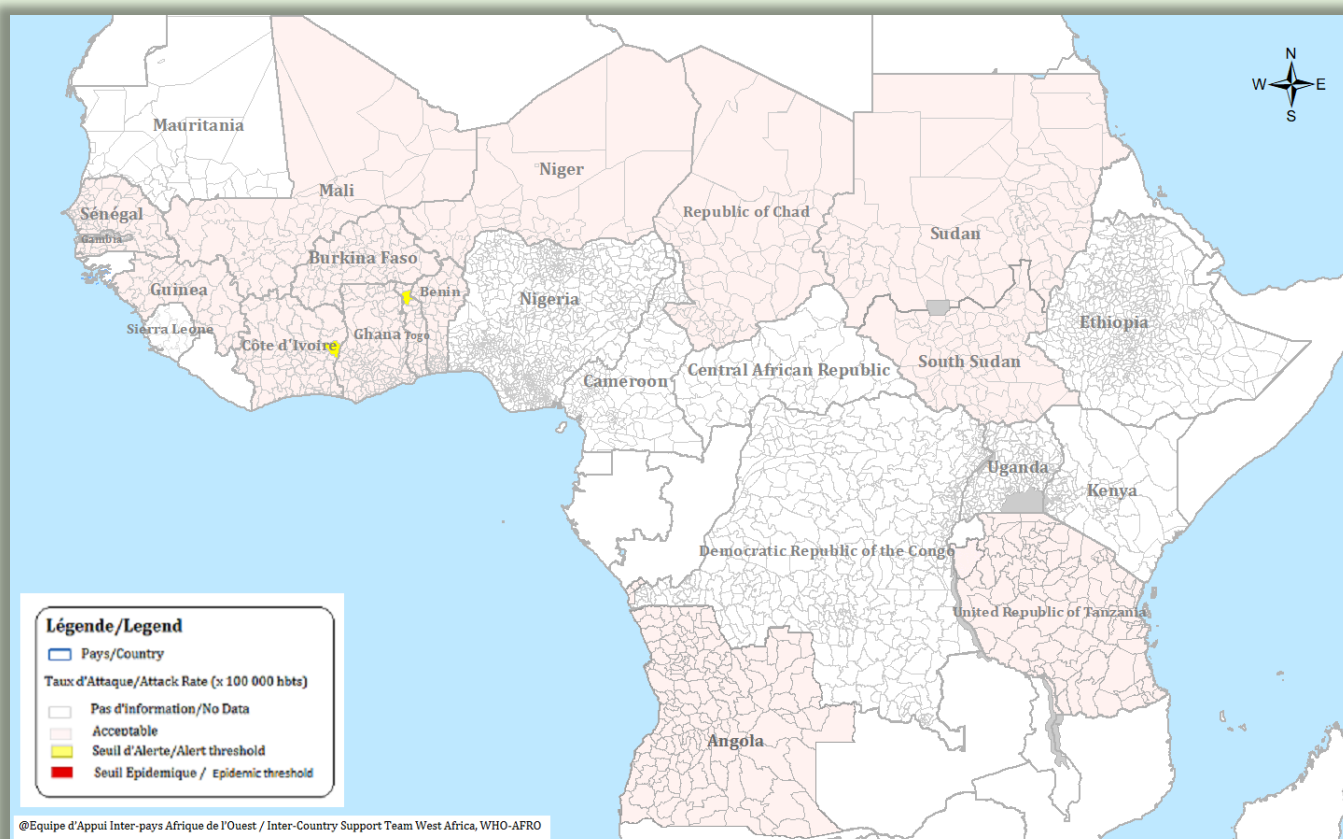 N
W E
S
Mauritania
Mali
Niger
Republic of Chad
Sudan
Sénégal
Gambia
Burkina Faso
Guinea
Benin
Nigeria
Sierra Leone
Côte d'Ivoire
Ghana
Togo
Ethiopia
South Sudan
Cameroon
Central African Republic
Uganda
Kenya
Democratic Republic of the Congo
United Republic of Tanzania
Angola
Légende/Legend
Pays/Country
Taux d'Attaque/Attack Rate (x 100 000 hbts)
Pas d'information/No Data
Acceptable
Seuil d'Alerte/Alert threshold
Seuil Epidemique / Epidemic threshold
@Equipe d'Appui Inter-pays Afrique de l'Ouest / Inter-Country Support Team West Africa, WHO-AFRO